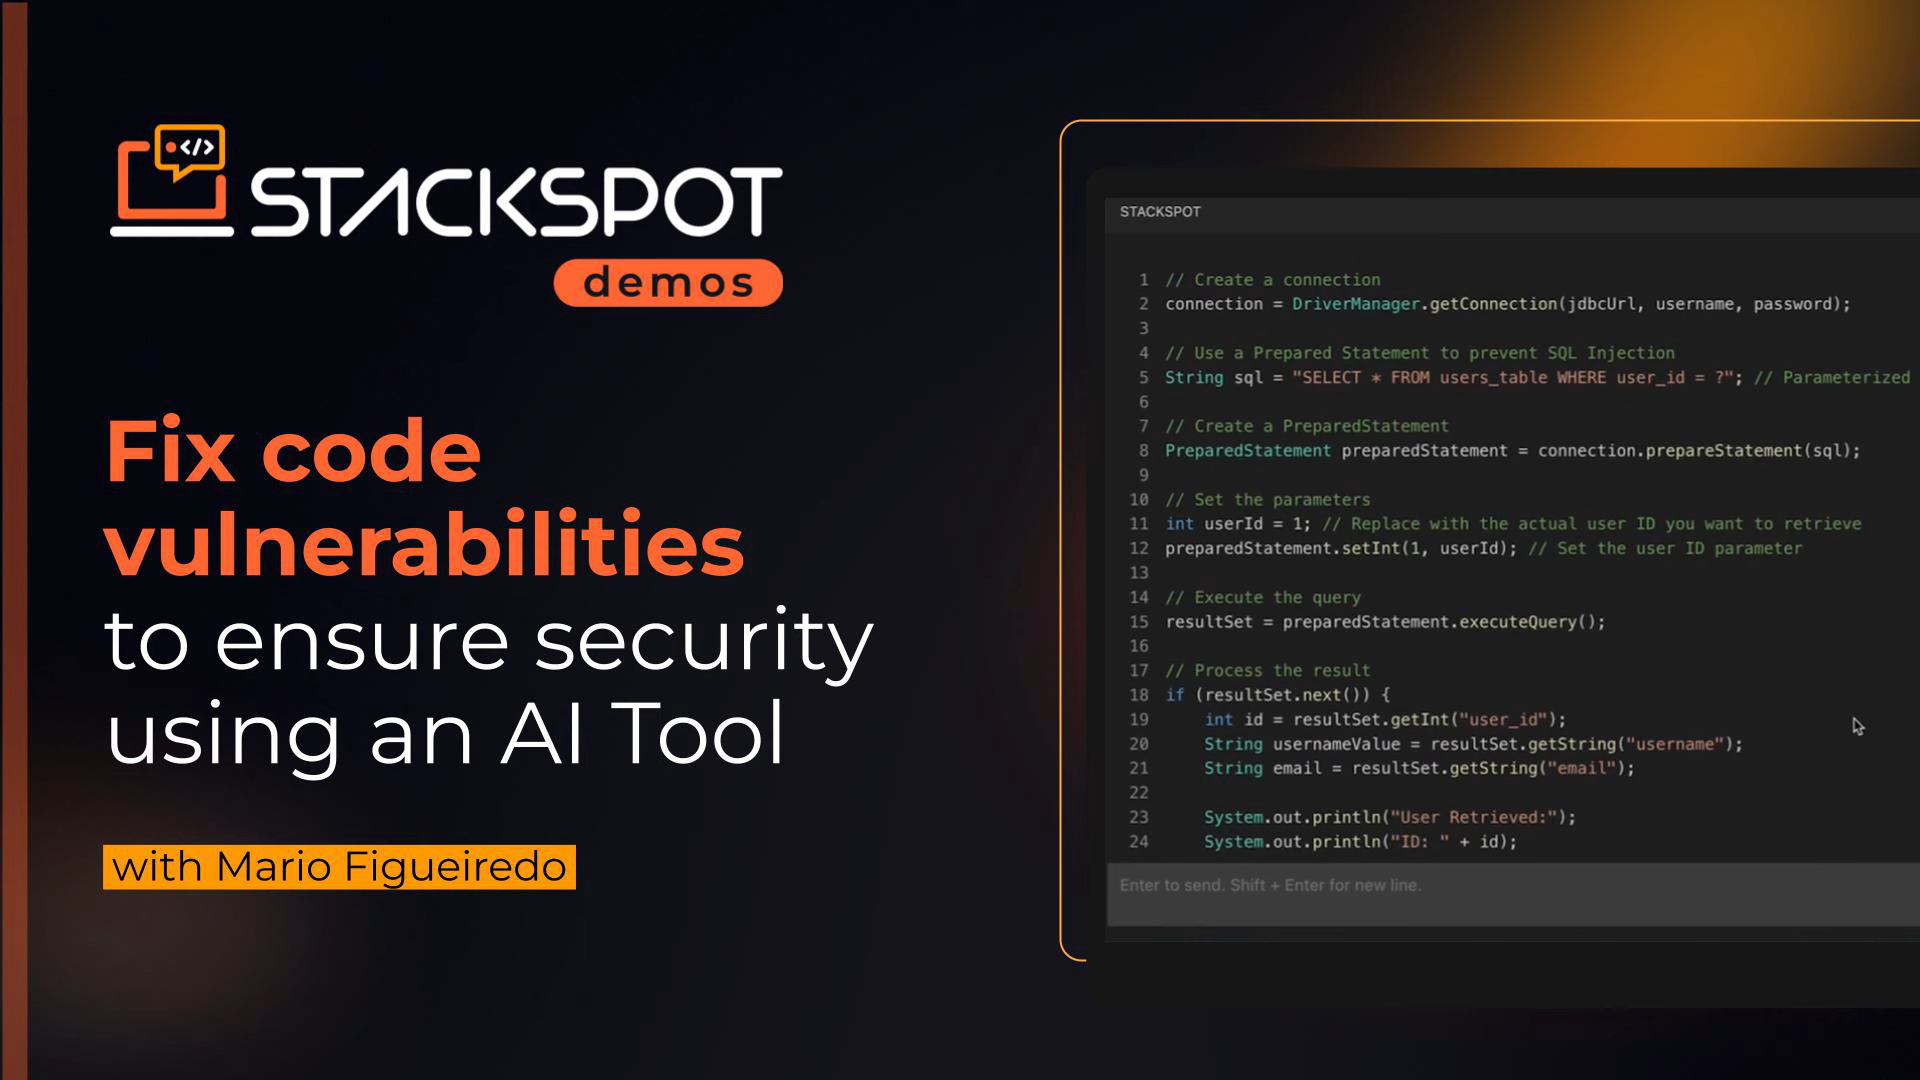 </>
STACKSPOT
demos
Fix code
vulnerabilities
to ensure security
using an AI Tool
with Mario Figueiredo
STACKSPOT
1 // Create a connection
2 connection = DriverManager.getConnection(jdbcUrl, username, password);
3
4 // Use a Prepared Statement to prevent SQL Injection
5 String sql = "SELECT * FROM users_table WHERE user_id = ?"; // Parameterized
6
7 // Create a PreparedStatement
8 PreparedStatement preparedStatement = connection.prepareStatement(sql);
9
10 // Set the parameters
11 int userId = 1; // Replace with the actual user ID you want to retrieve
12 preparedStatement.setInt(1, userId); // Set the user ID parameter
13
14 // Execute the query
15 resultSet = preparedStatement.executeQuery();
16
17 // Process the result
18 if (resultSet.next()) {
19 int id = resultSet.getInt("user_id");
20 String usernameValue = resultSet.getString("username");
21 String email = resultSet.getString("email");
22
23 System.out.println("User Retrieved:");
24 System.out.println("ID: " + id);
Enter to send. Shift + Enter for new line.